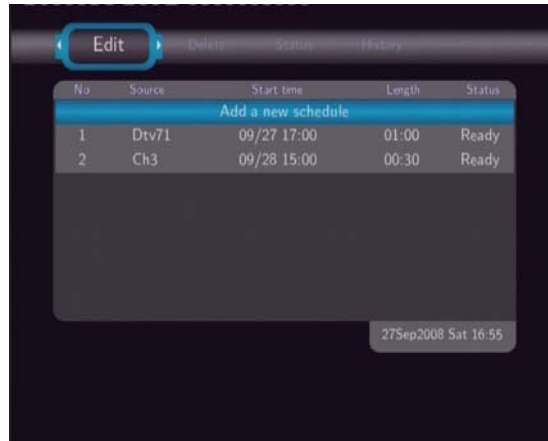 Edit Delete Status History
No Source Start time Length Status
Add a new schedule
1 Dtv71 09/27 17:00 01:00 Ready
2 Ch3 09/28 15:00 00:30 Ready
27Sep2008 Sat 16:55